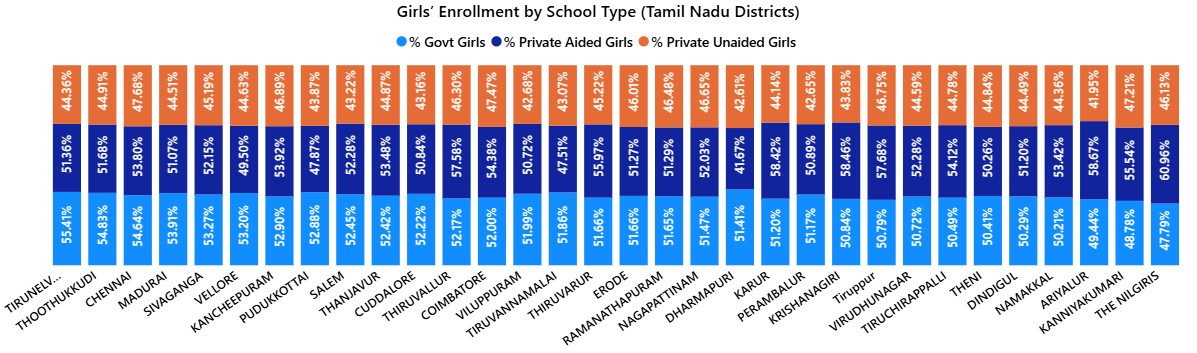 Girls’ Enrollment by School Type (Tamil Nadu Districts)
% Govt Girls % Private Aided Girls % Private Unaided Girls
44.36% 44.91% 47.68% 44.51% 45.19% 44.63% 46.89% 43.87% 43.22% 44.87% 43.16% 46.30% 47.47% 42.68% 43.07% 45.22% 46.01% 46.48% 46.65% 42.61% 44.14% 42.65% 43.83% 46.75% 44.59% 44.78% 44.84% 44.49% 44.36% 41.95% 47.21% 46.13%
51.36% 51.68% 53.80% 51.07% 52.15% 49.50% 53.92% 47.87% 52.28% 53.48% 50.84% 57.58% 54.38% 50.72% 47.51% 55.97% 51.27% 51.29% 52.03% 41.67% 58.42% 50.89% 58.46% 57.68% 52.28% 54.12% 50.26% 51.20% 53.42% 58.67% 55.54% 60.96%
55.41% 54.83% 54.64% 53.91% 53.27% 53.20% 52.90% 52.88% 52.45% 52.42% 52.22% 52.17% 52.00% 51.99% 51.86% 51.66% 51.66% 51.65% 51.47% 51.41% 51.20% 51.17% 50.84% 50.79% 50.72% 50.49% 50.41% 50.29% 50.21% 49.44% 48.78% 47.79%
TIRUNELV...
THOOTHUKKUDI
CHENNAI
MADURAI
SIVAGANGA
VELLORE
KANCHEEPURAM
PUDUKKOTTAI
SALEM
THANJAVUR
CUDDALORE
THIRUVALLUR
COIMBATORE
VILUPPURAM
TIRUVANNAMALAI
THIRUVARUR
ERODE
RAMANATHAPURAM
NAGAPATTINAM
DHARMAPURI
KARUR
PERAMBALUR
KRISHANAGIRI
Tiruppur
VIRUDHUNAGAR
TIRUCHIRAPPALLI
THENI
DINDIGUL
NAMAKKAL
ARIYALUR
KANNIYAKUMARI
THE NILGIRIS